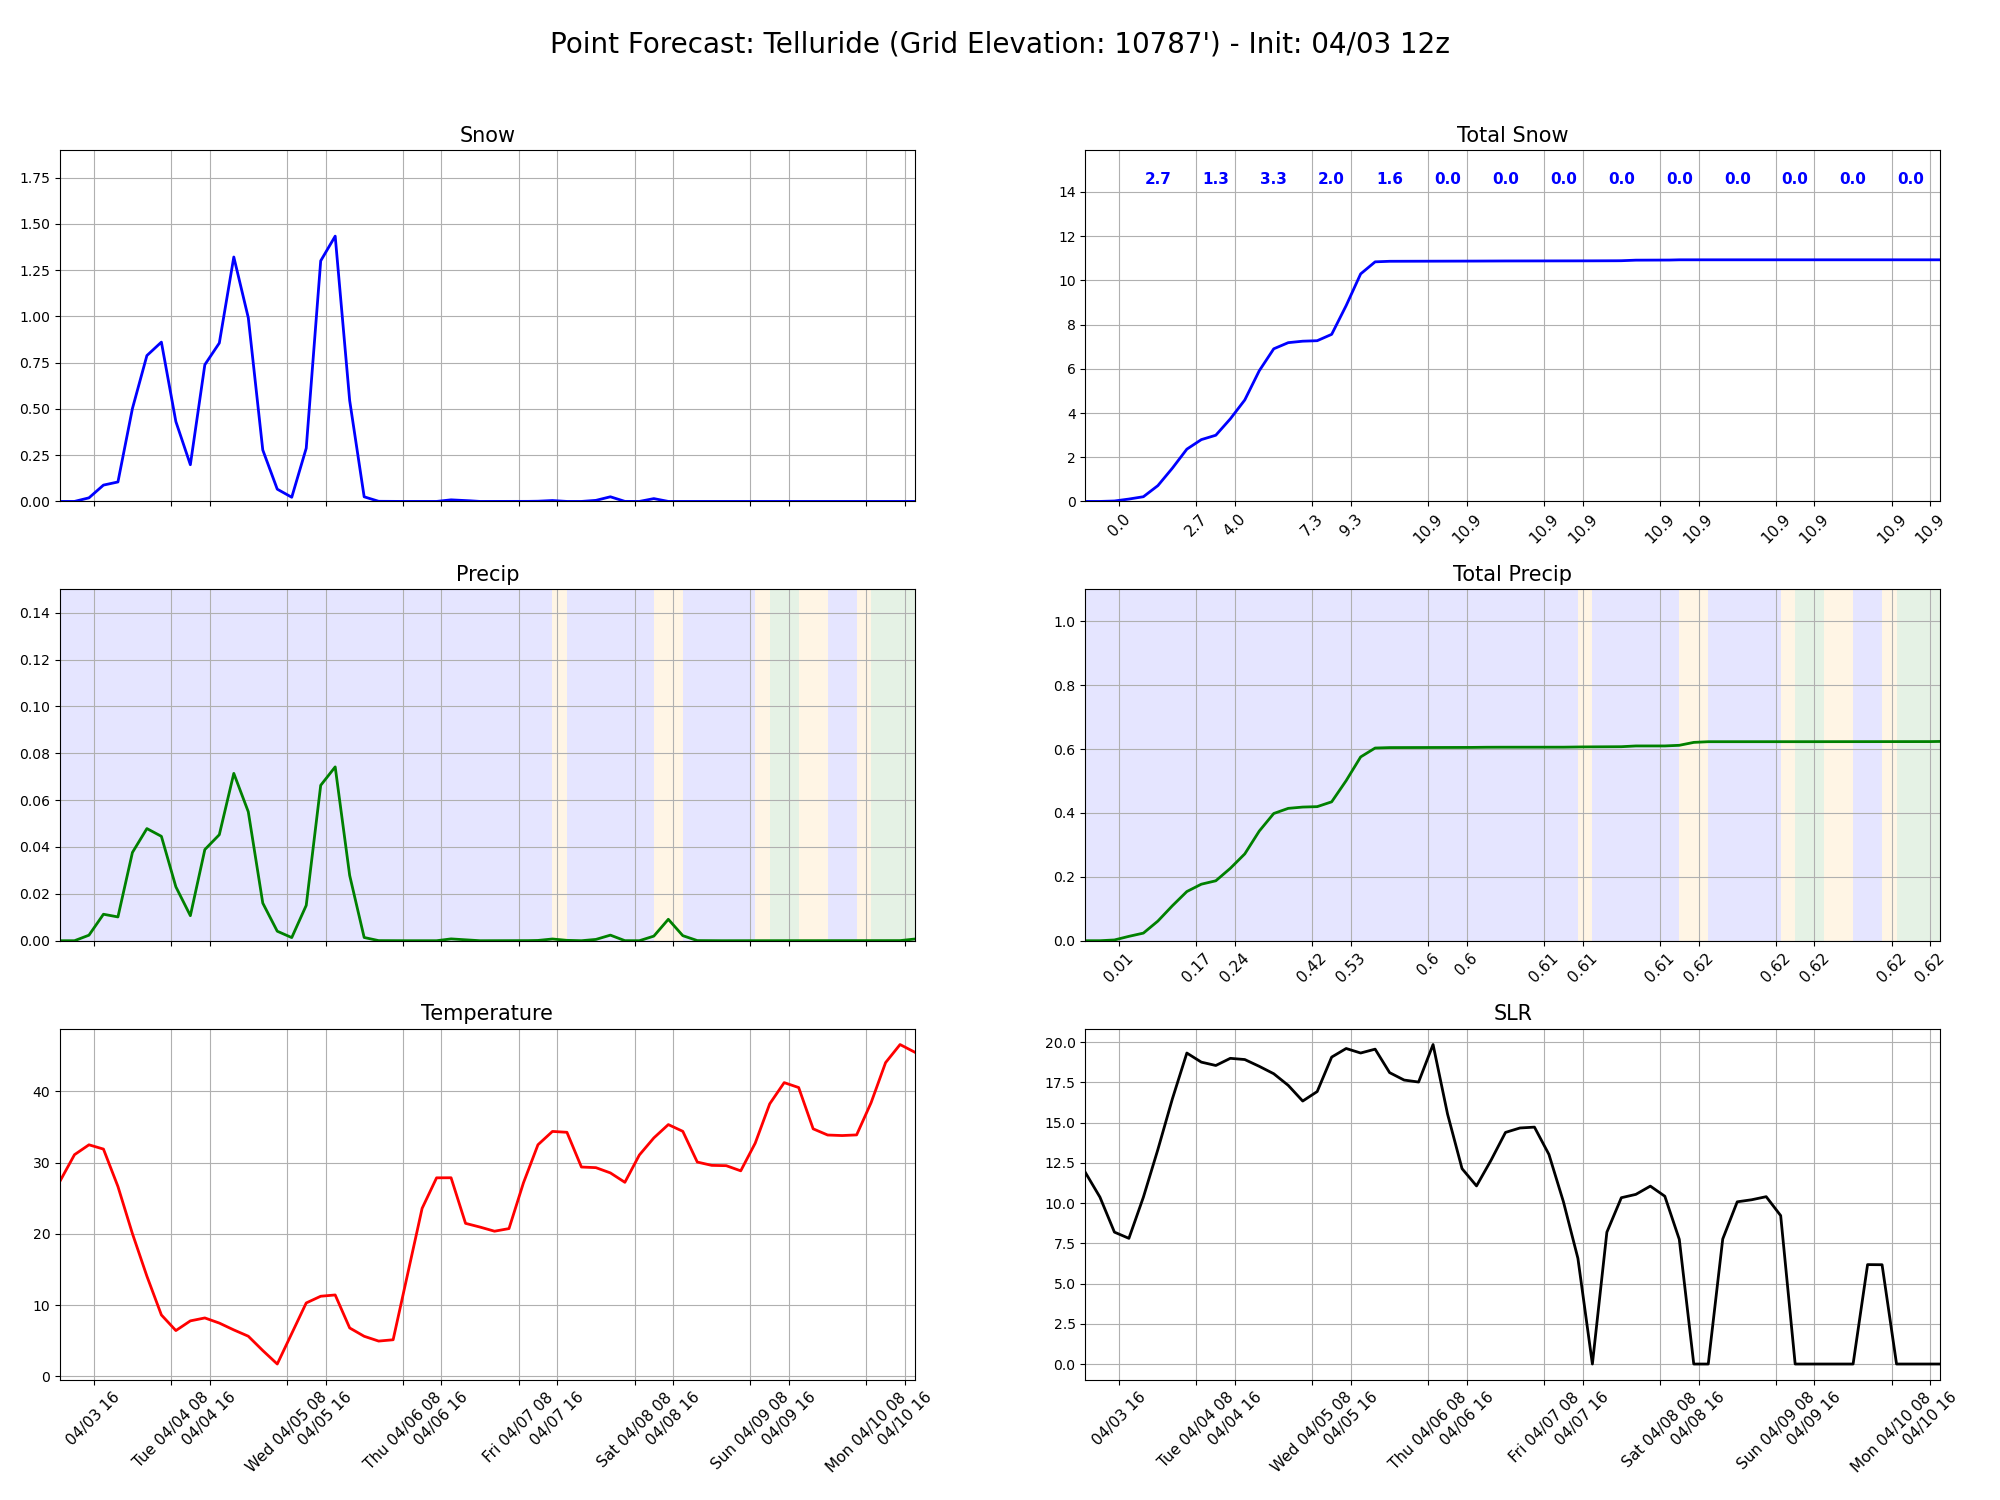 Point Forecast: Telluride (Grid Elevation: 10787') - Init: 04/03 12z
Snow
1.75
1.50
1.25
1.00
0.75
0.50
0.25
0.00
Total Snow
2.7 1.3 3.3 2.0 1.6 0.0 0.0 0.0 0.0 0.0 0.0 0.0 0.0 0.0
14
12
10
8
6
4
2
0
0.0 2.7 4.0 7.3 9.3 10.9 10.9 10.9 10.9 10.9 10.9 10.9 10.9 10.9 10.9
Precip
0.14
0.12
0.10
0.08
0.06
0.04
0.02
0.00
Total Precip
1.0
0.8
0.6
0.4
0.2
0.0
0.01 0.17 0.24 0.42 0.53 0.6 0.6 0.61 0.61 0.61 0.62 0.62 0.62 0.62 0.62
Temperature
40
30
20
10
0
04/03 16
Tue 04/04 08
04/04 16
Wed 04/05 08
04/05 16
Thu 04/06 08
04/06 16
Fri 04/07 08
04/07 16
Sat 04/08 08
04/08 16
Sun 04/09 08
04/09 16
Mon 04/10 08
04/10 16
SLR
20.0
17.5
15.0
12.5
10.0
7.5
5.0
2.5
0.0
04/03 16
Tue 04/04 08
04/04 16
Wed 04/05 08
04/05 16
Thu 04/06 08
04/06 16
Fri 04/07 08
04/07 16
Sat 04/08 08
04/08 16
Sun 04/09 08
04/09 16
Mon 04/10 08
04/10 16